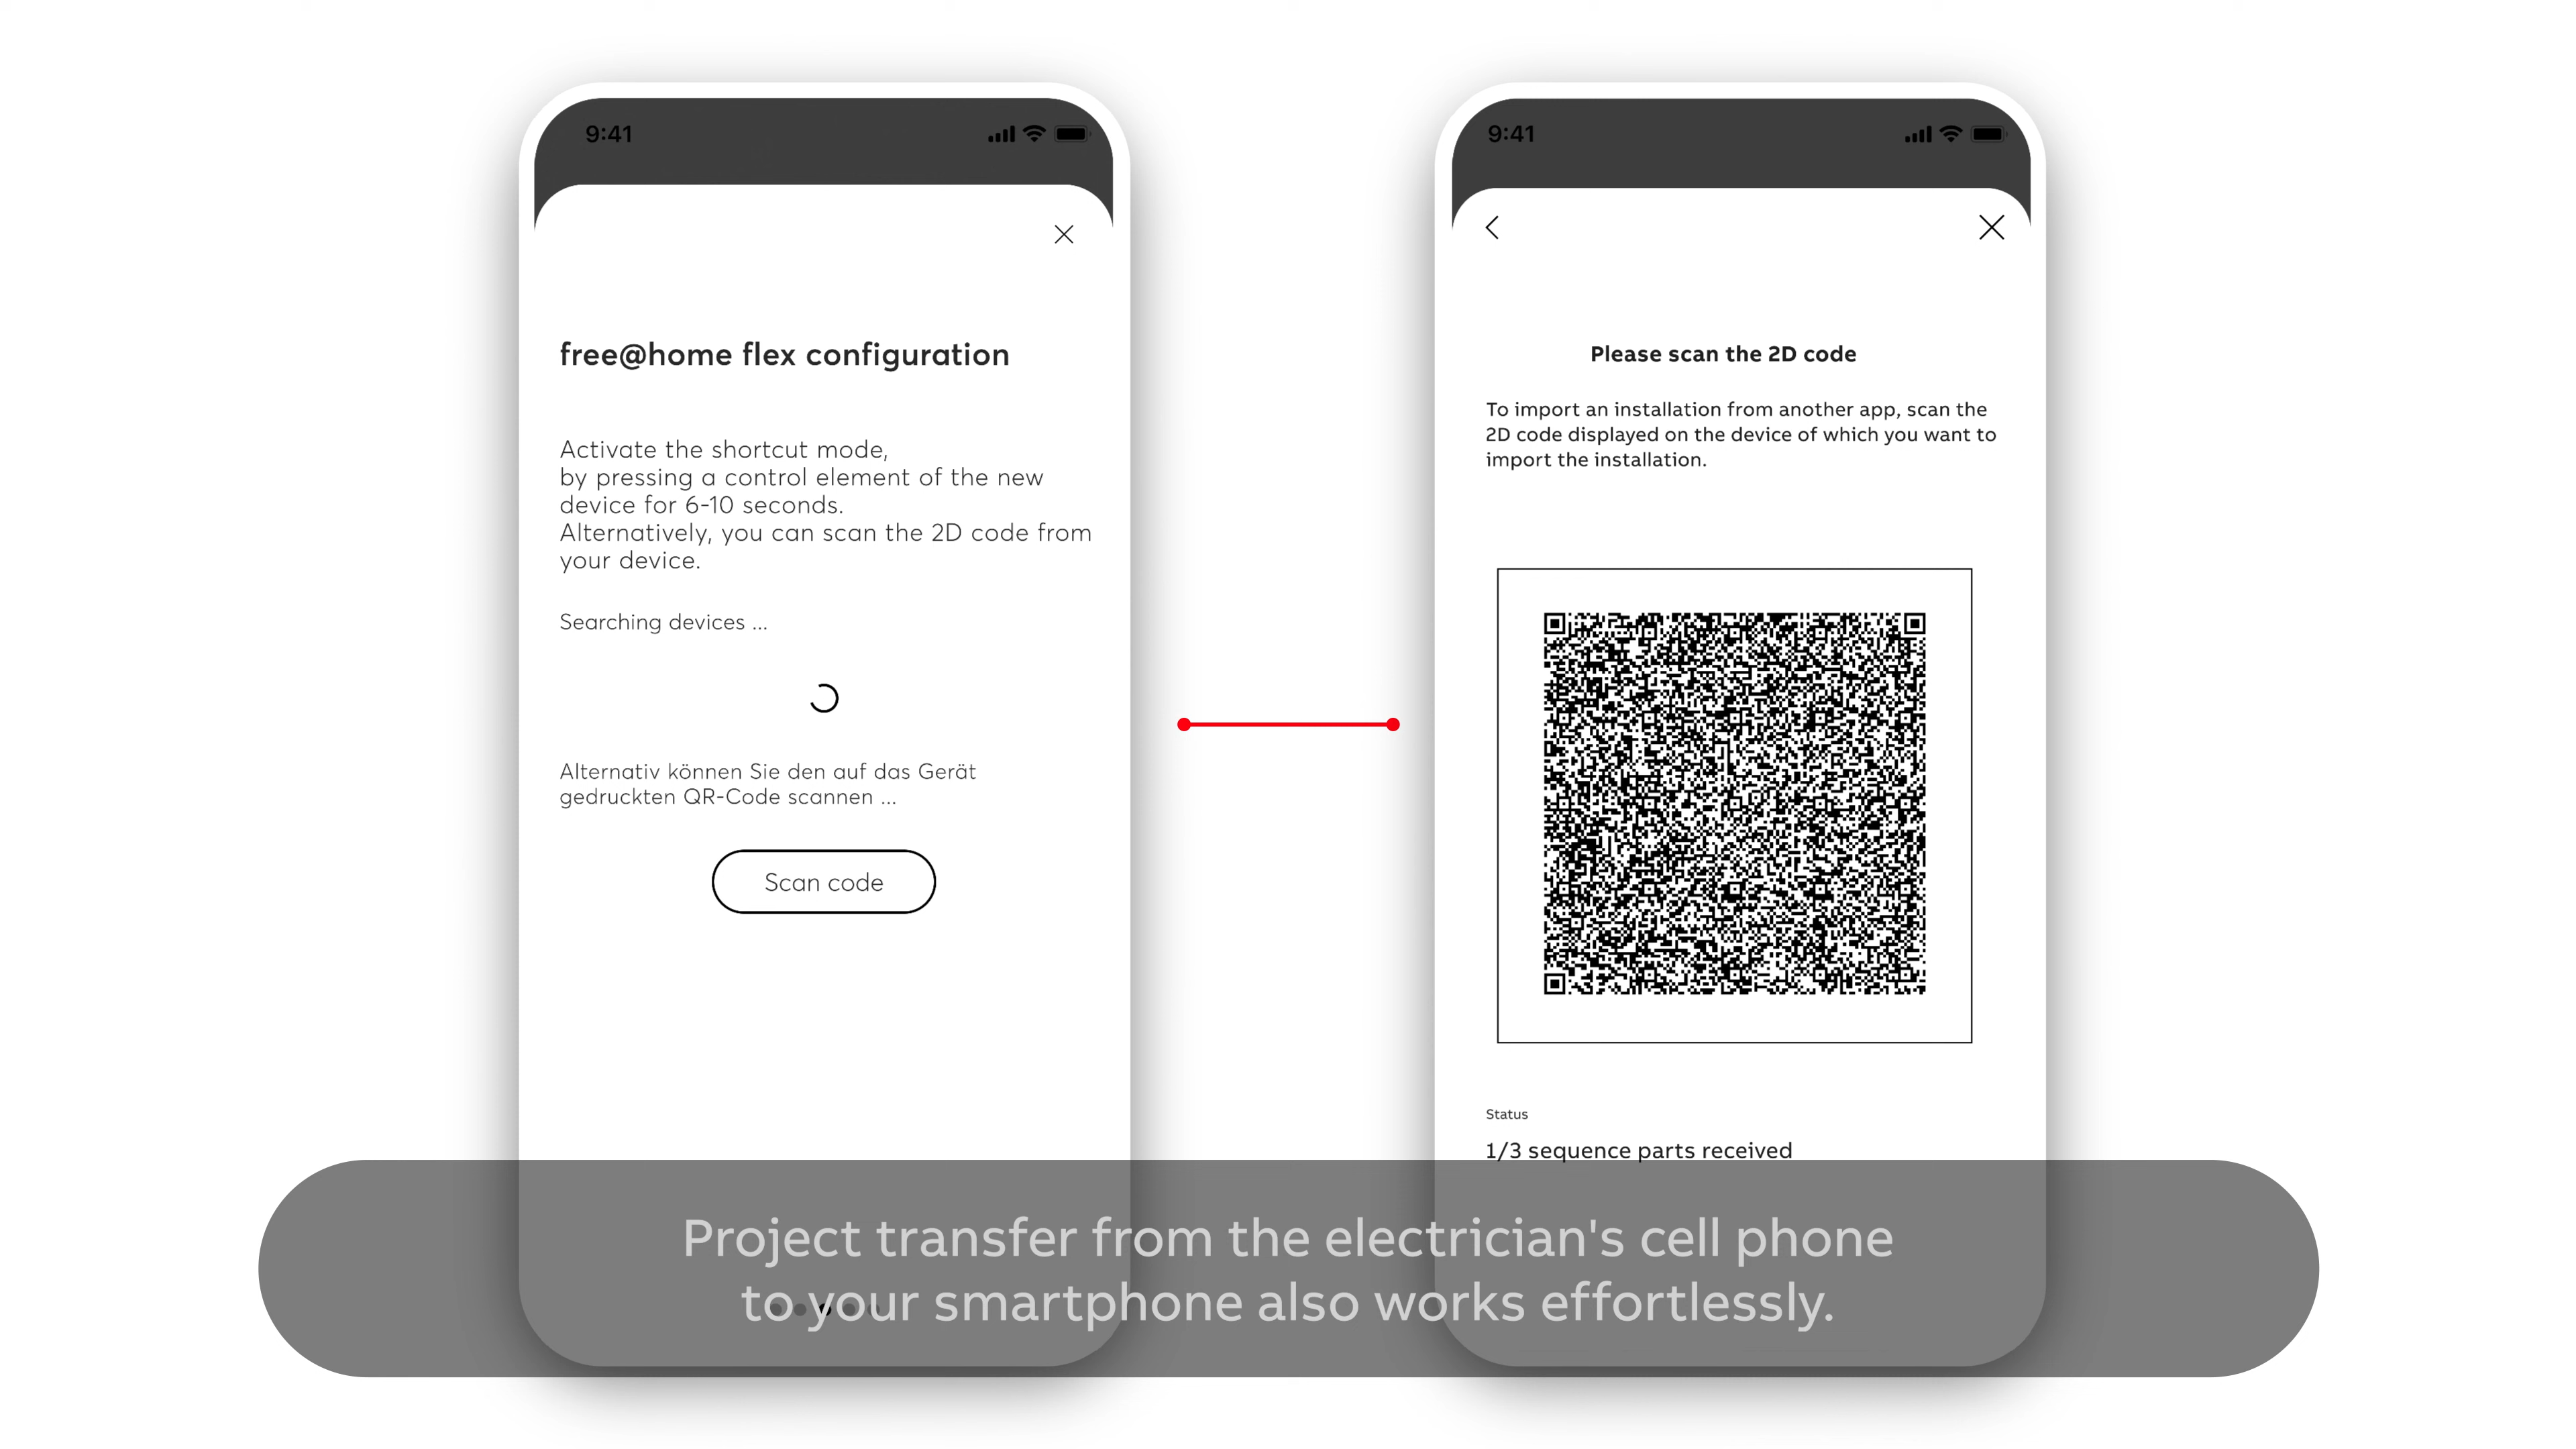 9:41
free@home flex configuration
Activate the shortcut mode,
by pressing a control element of the new
device for 6-10 seconds.
Alternatively, you can scan the 2D code from
your device.
Searching devices ...
Alternativ können Sie den auf das Gerät
gedruckten QR-Code scannen ...
Scan code
9:41
Please scan the 2D code
To import an installation from another app, scan the
2D code displayed on the device of which you want to
import the installation.
Status
1/3 sequence parts received
Project transfer from the electrician's cell phone
to your smartphone also works effortlessly.